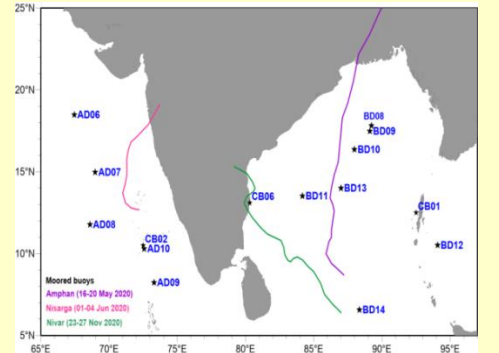 25°N
20°N
15°N
10°N
5°N
65°E 70°E 75°E 80°E 85°E 90°E 95°E
AD06
AD07
AD08
CB02
AD10
AD09
CB06
BD11
BD13
BD08
BD09
BD10
CB01
BD12
BD14
Moored buoys
Amphan (16-20 May 2020)
Nisarga (01-04 Jun 2020)
Nivar (23-27 Nov 2020)